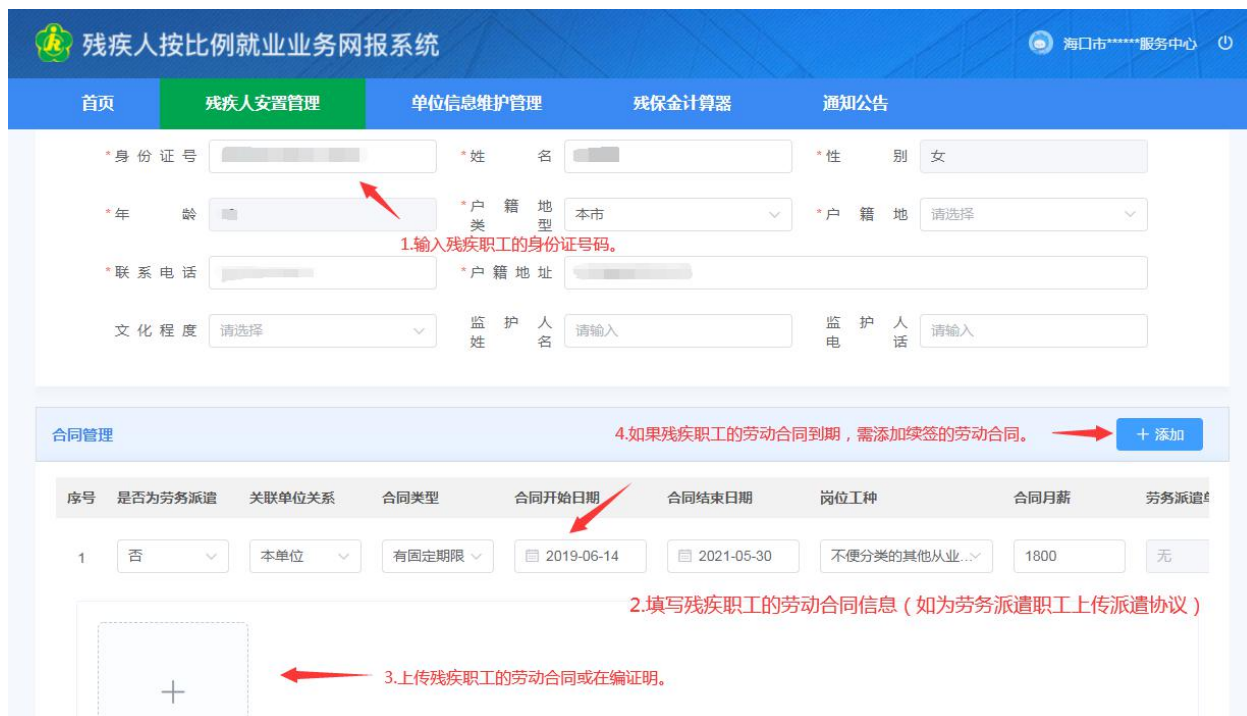 残疾人按比例就业业务网报系统 海口市******服务中心
首页 残疾人安置管理 单位信息维护管理 残保金计算器 通知公告
*身份证号 *姓名 *性别 女
*年龄 *户籍地类型 本市 *户籍地 请选择
1.输入残疾职工的身份证号码。
*联系电话 *户籍地址
文化程度 请选择 监护人姓名 请输入 监护人电话 请输入
合同管理 4.如果残疾职工的劳动合同到期，需添加续签的劳动合同。 + 添加
序号 是否为劳务派遣 关联单位关系 合同类型 合同开始日期 合同结束日期 岗位工种 合同月薪 劳务派遣
1 否 本单位 有固定期限 2019-06-14 2021-05-30 不便分类的其他从业... 1800 无
2.填写残疾职工的劳动合同信息（如为劳务派遣职工上传派遣协议）
3.上传残疾职工的劳动合同或在编证明。